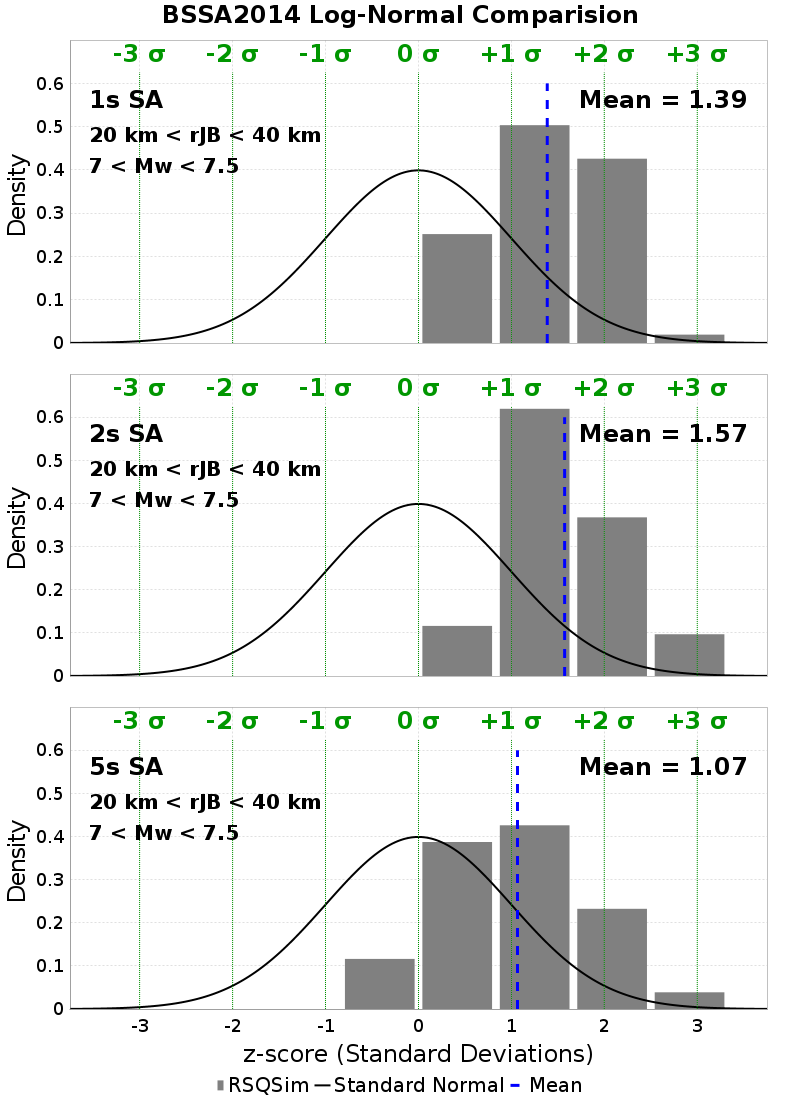 BSSA2014 Log-Normal Comparision
-3 σ -2 σ -1 σ 0 σ +1 σ +2 σ +3 σ
1s SA
Mean = 1.39
20 km < rJB < 40 km
7 < Mw < 7.5
Density
0.6
0.5
0.4
0.3
0.2
0.1
0
-3 σ -2 σ -1 σ 0 σ +1 σ +2 σ +3 σ
2s SA
Mean = 1.57
20 km < rJB < 40 km
7 < Mw < 7.5
Density
0.6
0.5
0.4
0.3
0.2
0.1
0
-3 σ -2 σ -1 σ 0 σ +1 σ +2 σ +3 σ
5s SA
Mean = 1.07
20 km < rJB < 40 km
7 < Mw < 7.5
Density
0.6
0.5
0.4
0.3
0.2
0.1
0
-3 -2 -1 0 1 2 3
z-score (Standard Deviations)
RSQSim Standard Normal Mean